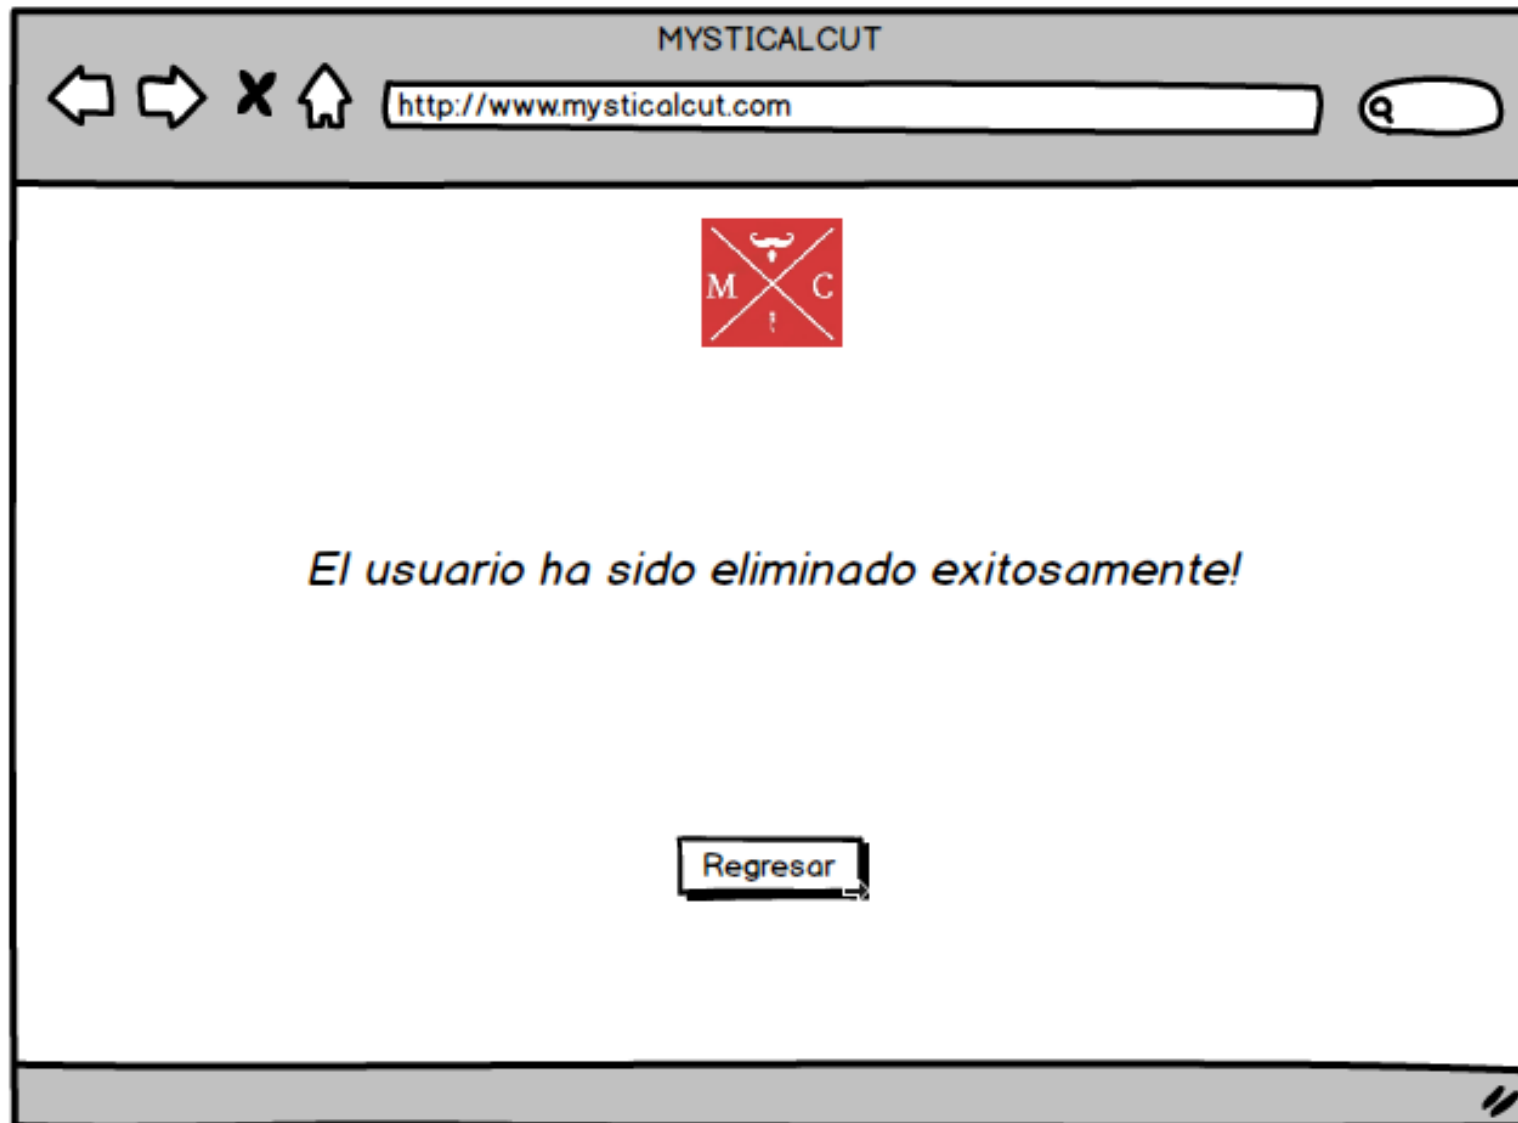 MYSTICALCUT
http://www.mysticalcut.com
M C
El usuario ha sido eliminado exitosamente!
Regresar